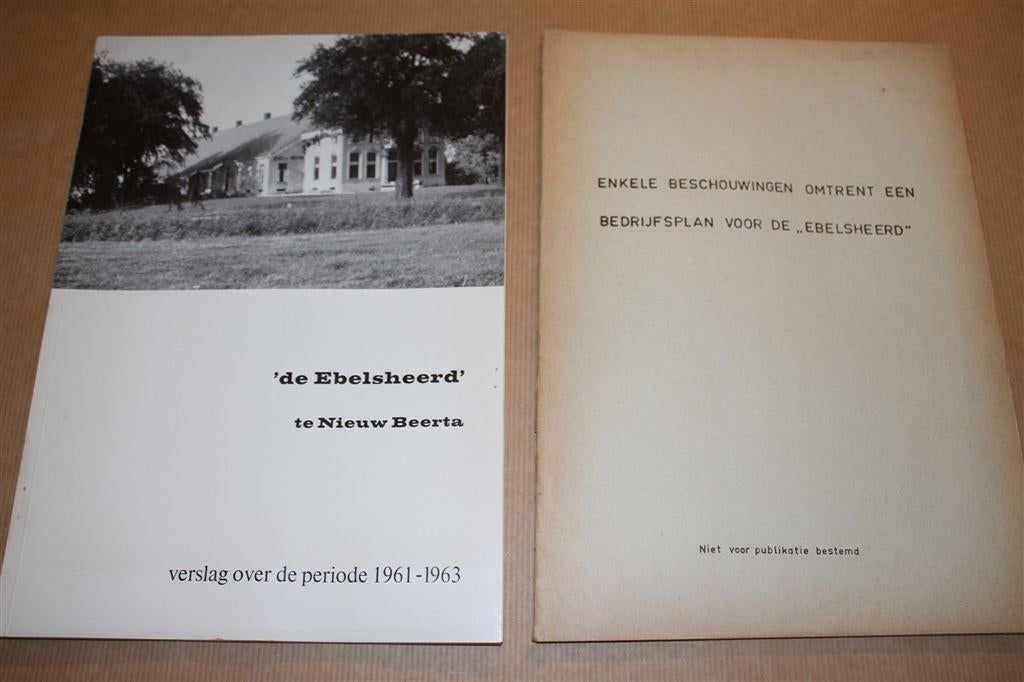 'de Ebelsheerd'
te Nieuw Beerta
verslag over de periode 1961-1963
ENKELE BESCHOUWINGEN OMTRENT EEN
BEDRIJFSPLAN VOOR DE „EBELSHEERD"
Niet voor publikatie bestemd